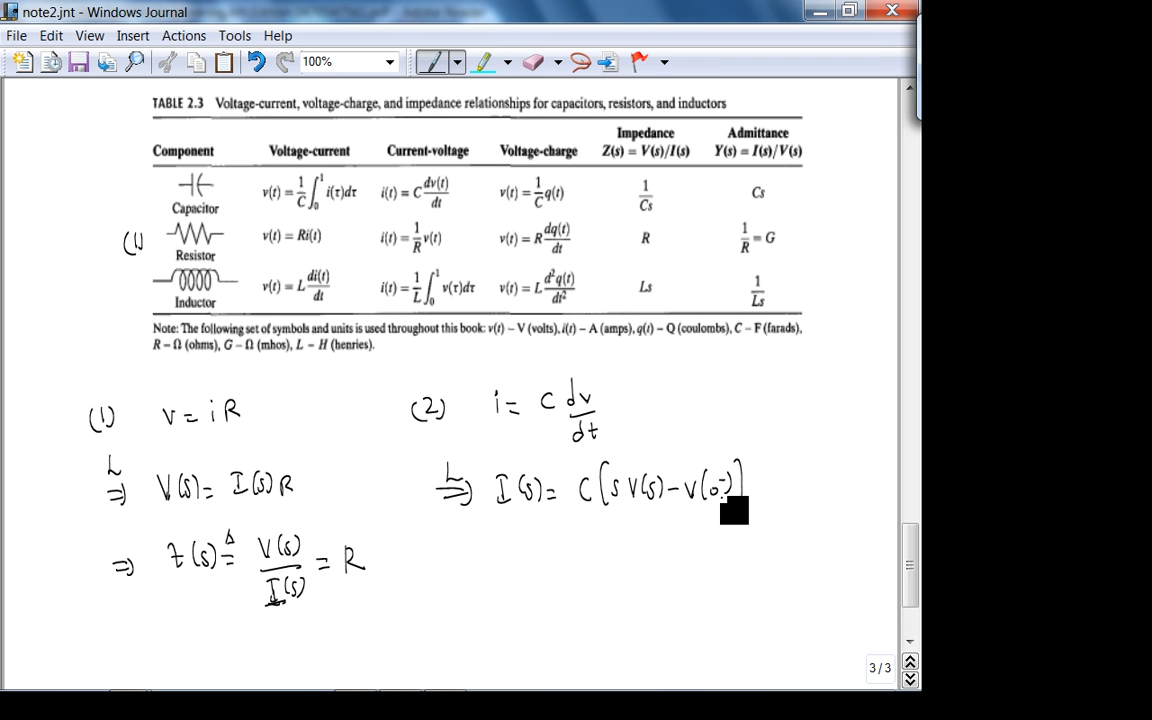 note2.jnt - Windows Journal
File Edit View Insert Actions Tools Help
100%
TABLE 2.3 Voltage-current, voltage-charge, and impedance relationships for capacitors, resistors, and inductors
Component Voltage-current Current-voltage Voltage-charge Impedance Z(s) = V(s)/I(s) Admittance Y(s) = I(s)/V(s)
Capacitor v(t) = 1/C ∫₀¹ i(τ)dτ i(t) = C dv(t)/dt v(t) = 1/C q(t) 1/Cs Cs
(1) Resistor v(t) = Ri(t) i(t) = 1/R v(t) v(t) = R dq(t)/dt R 1/R = G
Inductor v(t) = L di(t)/dt i(t) = 1/L ∫₀¹ v(τ)dτ v(t) = L d²q(t)/dt² Ls 1/Ls
Note: The following set of symbols and units is used throughout this book: v(t) – V (volts), i(t) – A (amps), q(t) – Q (coulombs), C – F (farads),
R – Ω (ohms), G – Ω (mhos), L – H (henries).
(1) v = iR (2) i = C dv/dt
L ⇒ V(s) = I(s) R L ⇒ I(s) = C[s V(s) – V(0-)]
⇒ Z(s) ≜ V(s)/I(s) = R
3 / 3